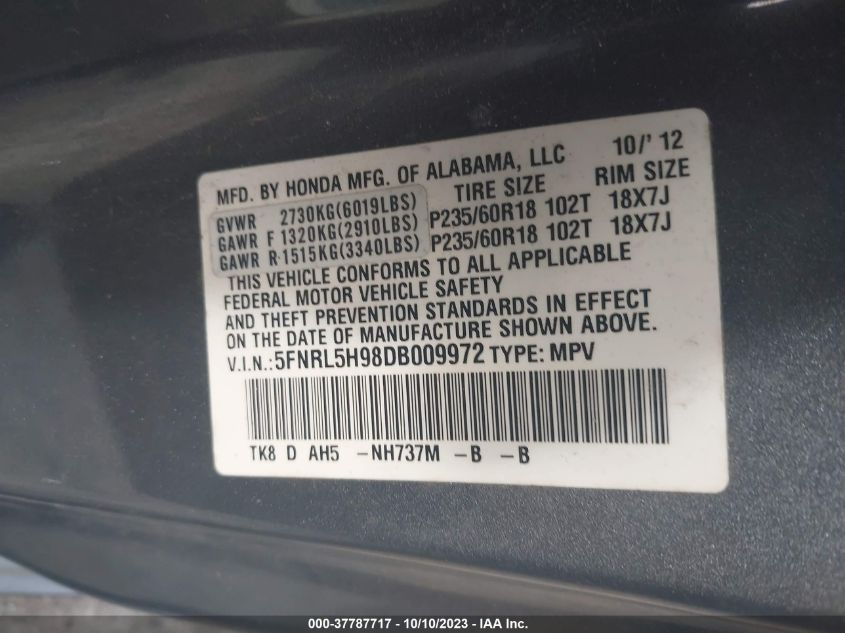 MFD. BY HONDA MFG. OF ALABAMA, LLC 10/'12
TIRE SIZE RIM SIZE
GVWR 2730KG(6019LBS)
GAWR F 1320KG(2910LBS) P235/60R18 102T 18X7J
GAWR R 1515KG(3340LBS) P235/60R18 102T 18X7J
THIS VEHICLE CONFORMS TO ALL APPLICABLE
FEDERAL MOTOR VEHICLE SAFETY
AND THEFT PREVENTION STANDARDS IN EFFECT
ON THE DATE OF MANUFACTURE SHOWN ABOVE.
V.I.N.:5FNRL5H98DB009972 TYPE: MPV
TK8 D AH5 -NH737M -B -B
000-37787717 - 10/10/2023 - IAA Inc.